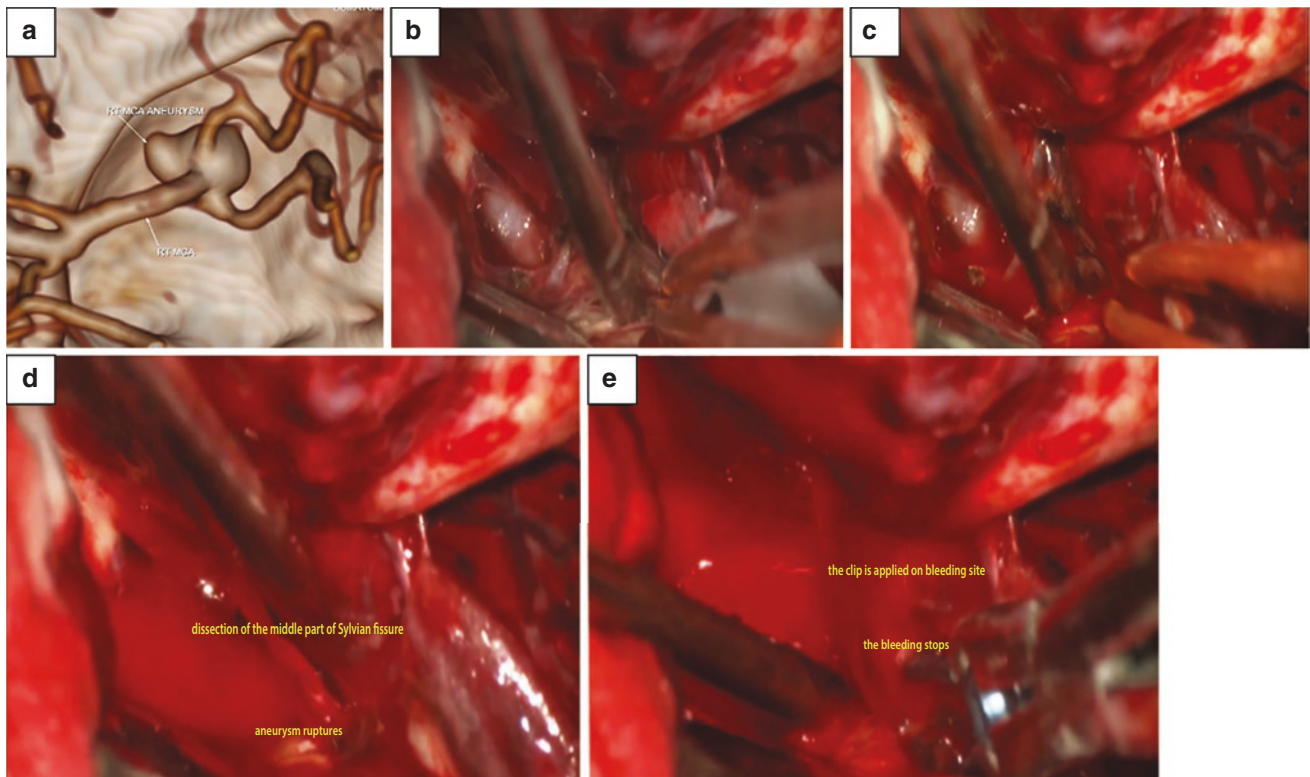 a
b
c
RT-MCA ANEURYSM
RT-MCA
d
e
dissection of the middle part of Sylvian fissure
aneurysm ruptures
the clip is applied on bleeding site
the bleeding stops